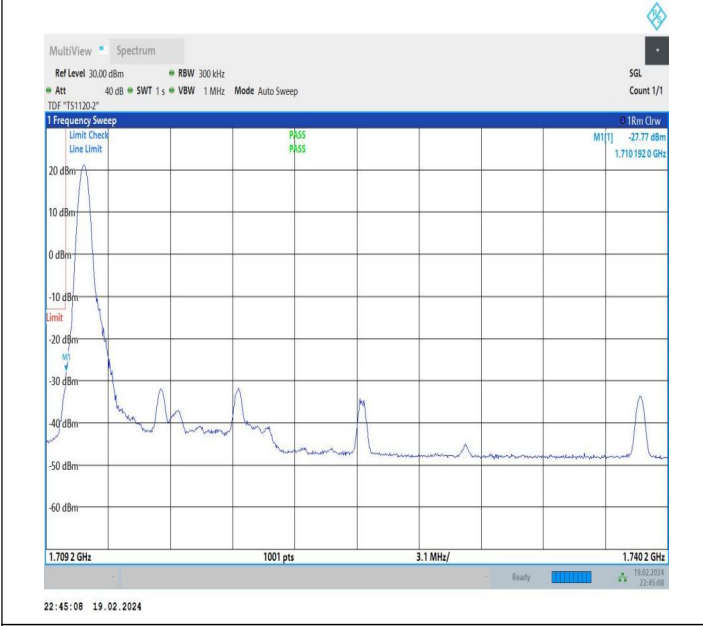 R&S
MultiView Spectrum
Ref Level 30.00 dBm RBW 300 kHz SGL
Att 40 dB SWT 1 s VBW 1 MHz Mode Auto Sweep Count 1/1
TDF "TS1120-2"
1 Frequency Sweep 1Rm Clrw
Limit Check PASS M1[1] -27.77 dBm
Line Limit PASS 1.710 192 0 GHz
20 dBm
10 dBm
0 dBm
-10 dBm
Limit
-20 dBm
M1
-30 dBm
-40 dBm
-50 dBm
-60 dBm
1.709 2 GHz 1001 pts 3.1 MHz/ 1.740 2 GHz
Ready 19.02.2024
22:45:08
22:45:08 19.02.2024